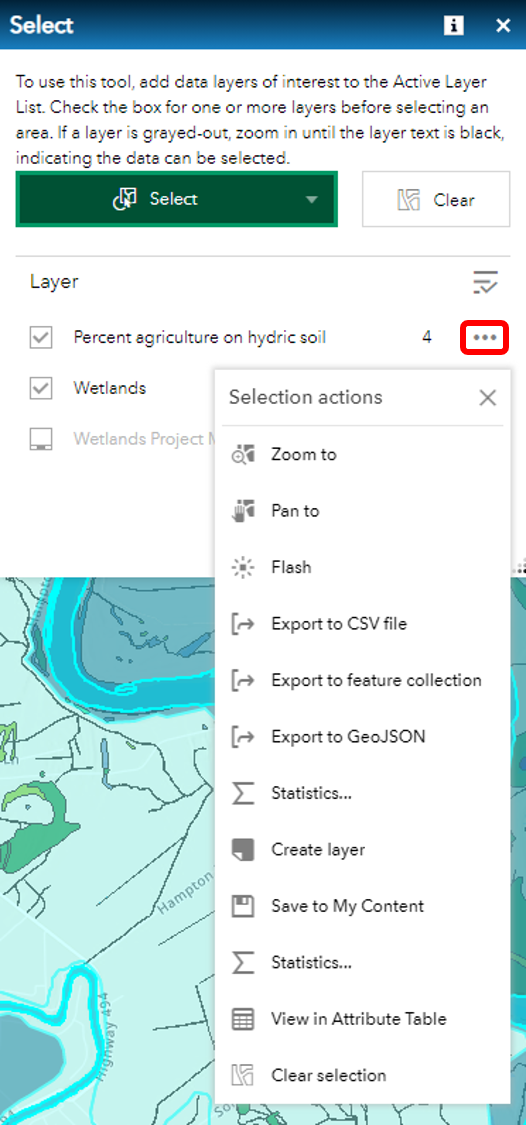 Select
To use this tool, add data layers of interest to the Active Layer
List. Check the box for one or more layers before selecting an
area. If a layer is grayed-out, zoom in until the layer text is black,
indicating the data can be selected.
Select
Clear
Layer
Percent agriculture on hydric soil 4
Wetlands
Wetlands Project
Selection actions
Zoom to
Pan to
Flash
Export to CSV file
Export to feature collection
Export to GeoJSON
Statistics...
Create layer
Save to My Content
Statistics...
View in Attribute Table
Clear selection
Hampton
Highway 494